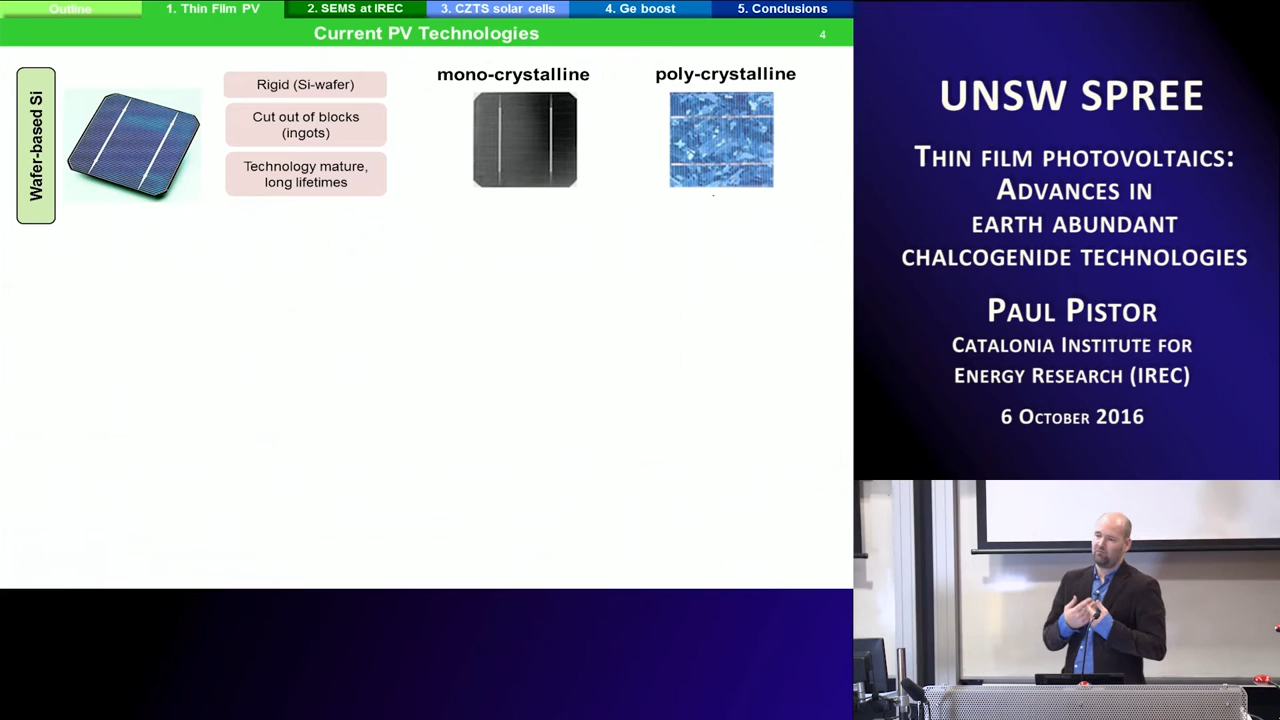 Outline
1. Thin Film PV
2. SEMS at IREC
3. CZTS solar cells
4. Ge boost
5. Conclusions
Current PV Technologies
4
Wafer-based Si
Rigid (Si-wafer)
Cut out of blocks
(ingots)
Technology mature,
long lifetimes
mono-crystalline
poly-crystalline
UNSW SPREE
Thin film photovoltaics:
Advances in
earth abundant
chalcogenide technologies
Paul Pistor
Catalonia Institute for
Energy Research (IREC)
6 October 2016